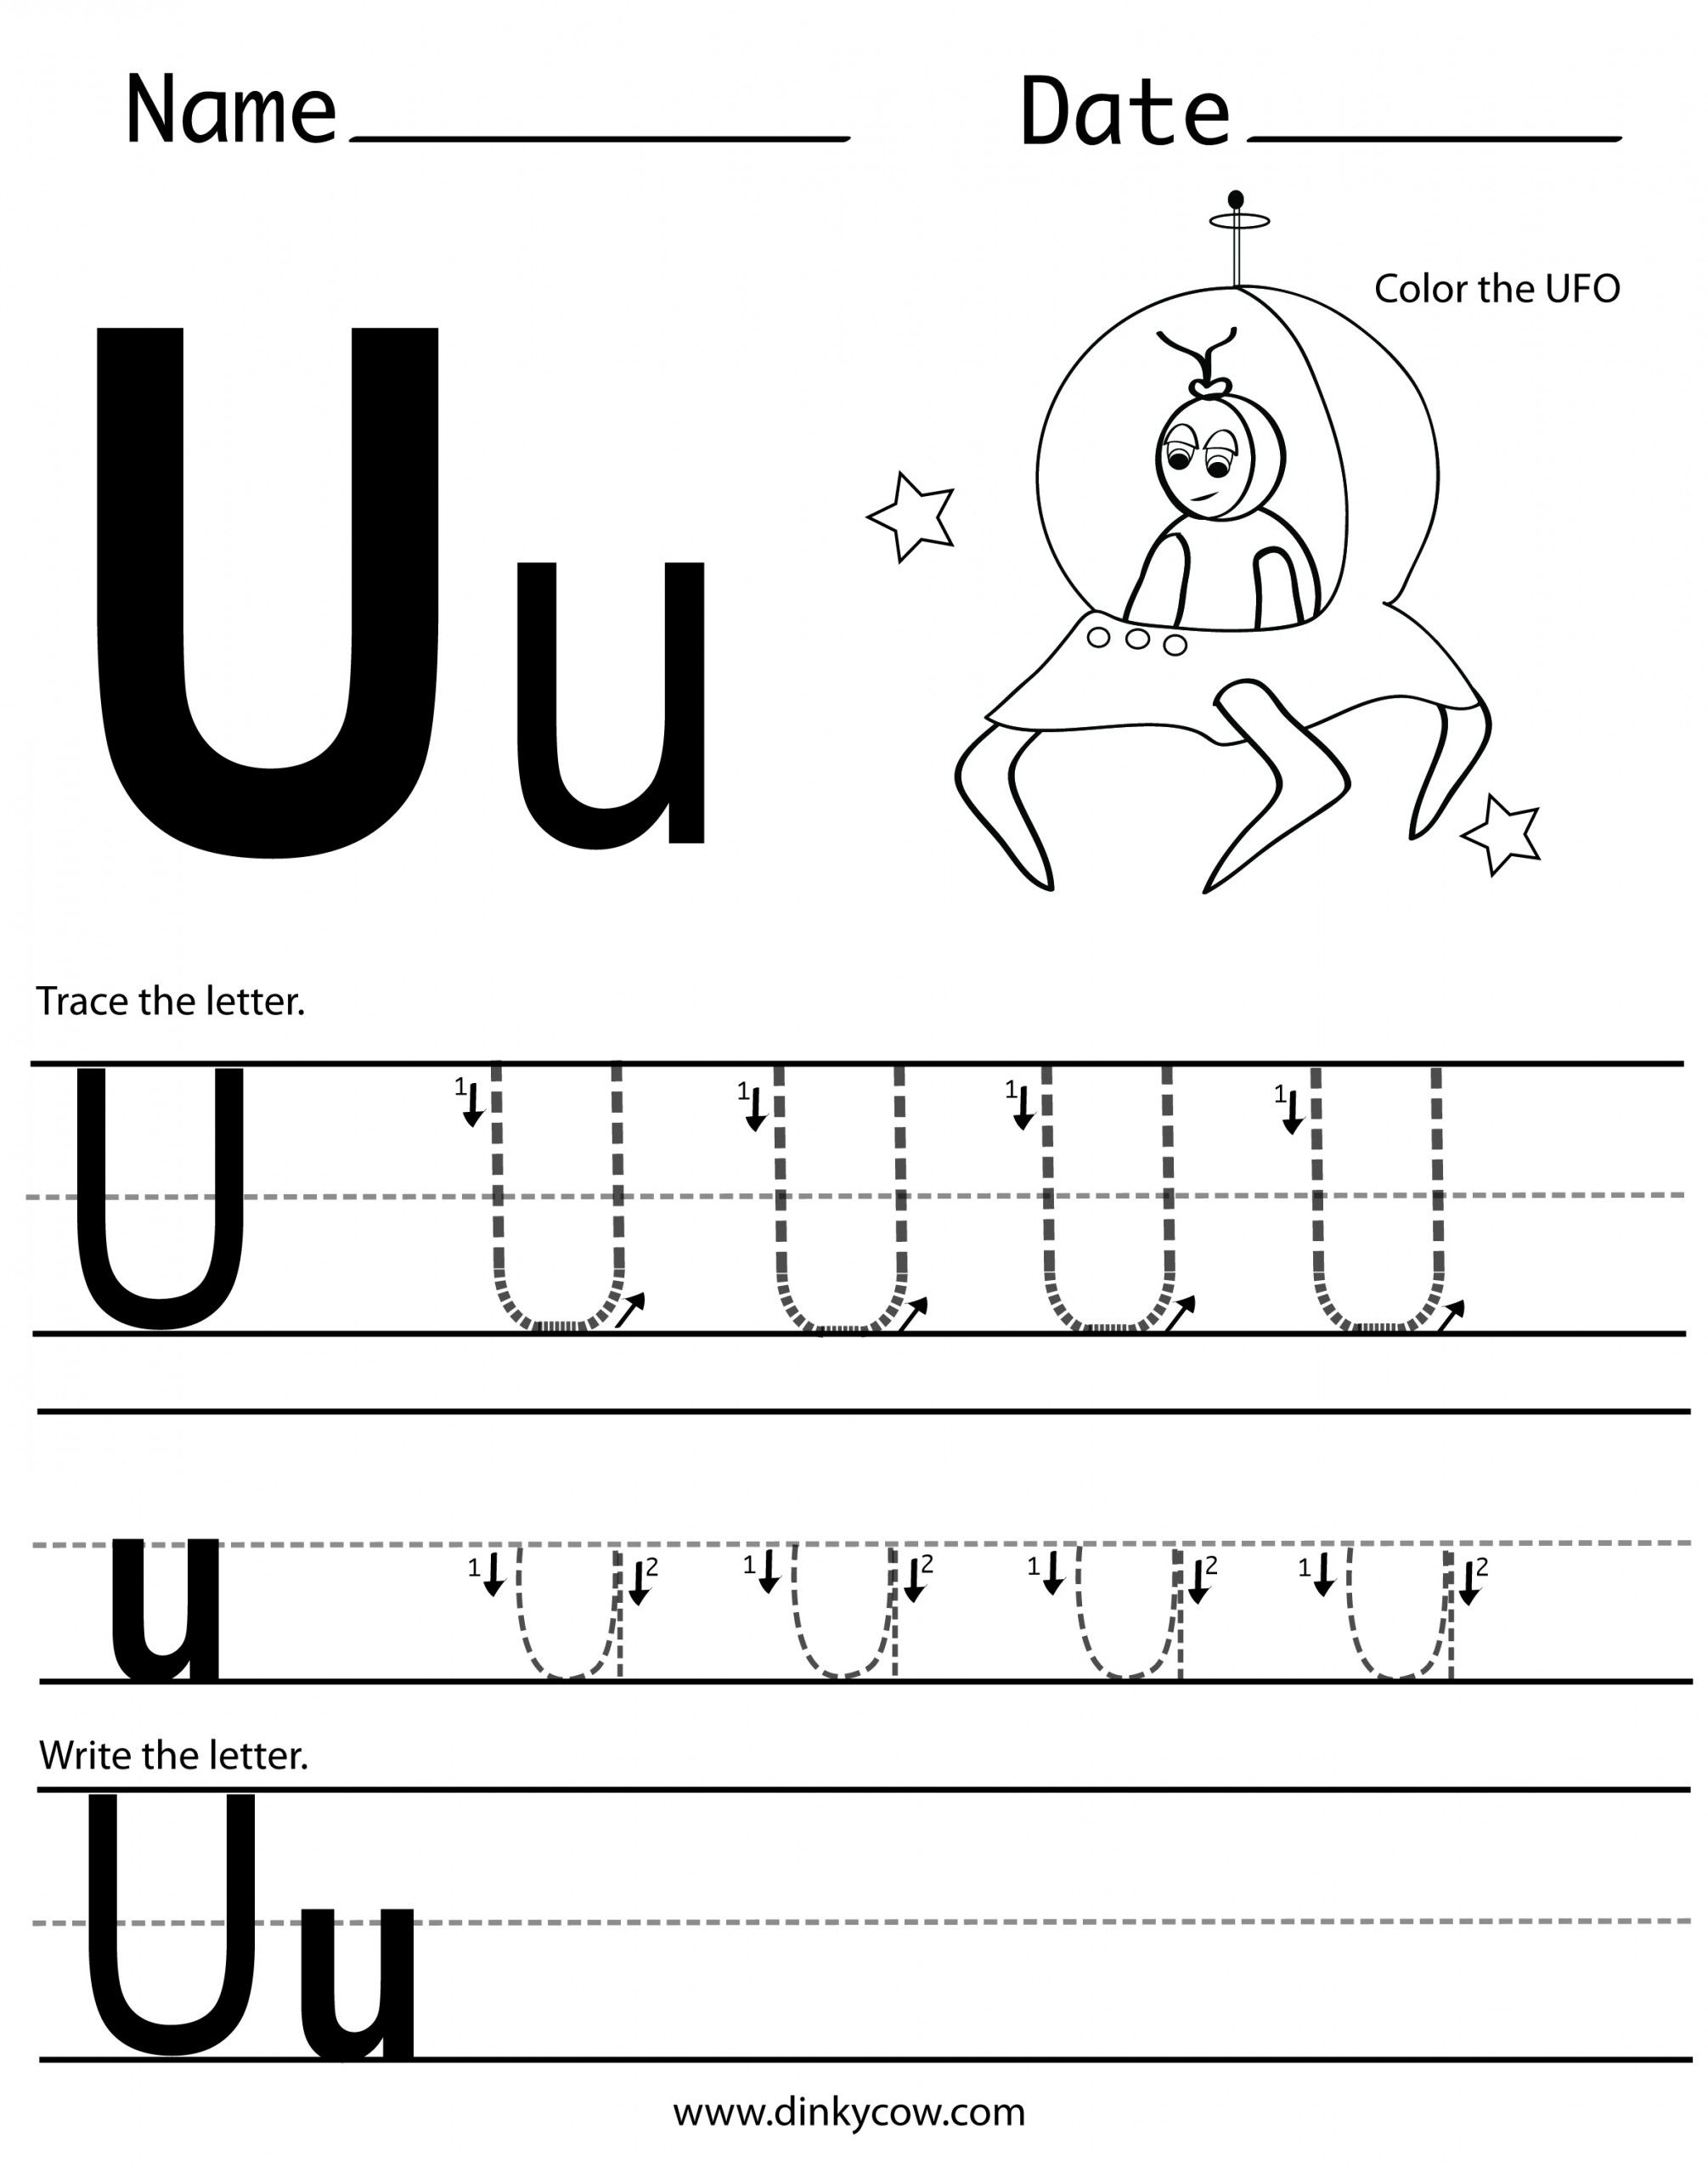 Name Date
Color the UFO
U u
Trace the letter.
U 1 U 1 U 1 U 1 U
u 1 u 2 1 u 2 1 u 2 1 u 2
Write the letter.
U u
www.dinkycow.com